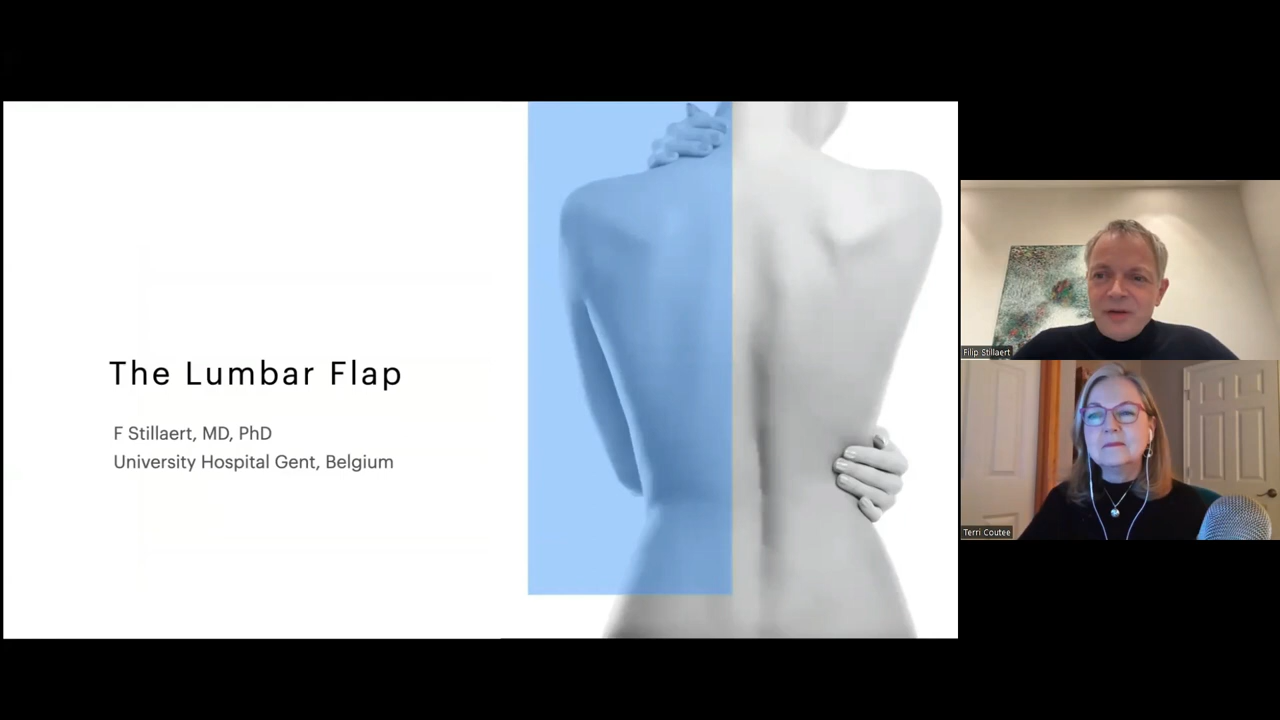 The Lumbar Flap
F Stillaert, MD, PhD
University Hospital Gent, Belgium
Filip Stillaert
Terri Coutee